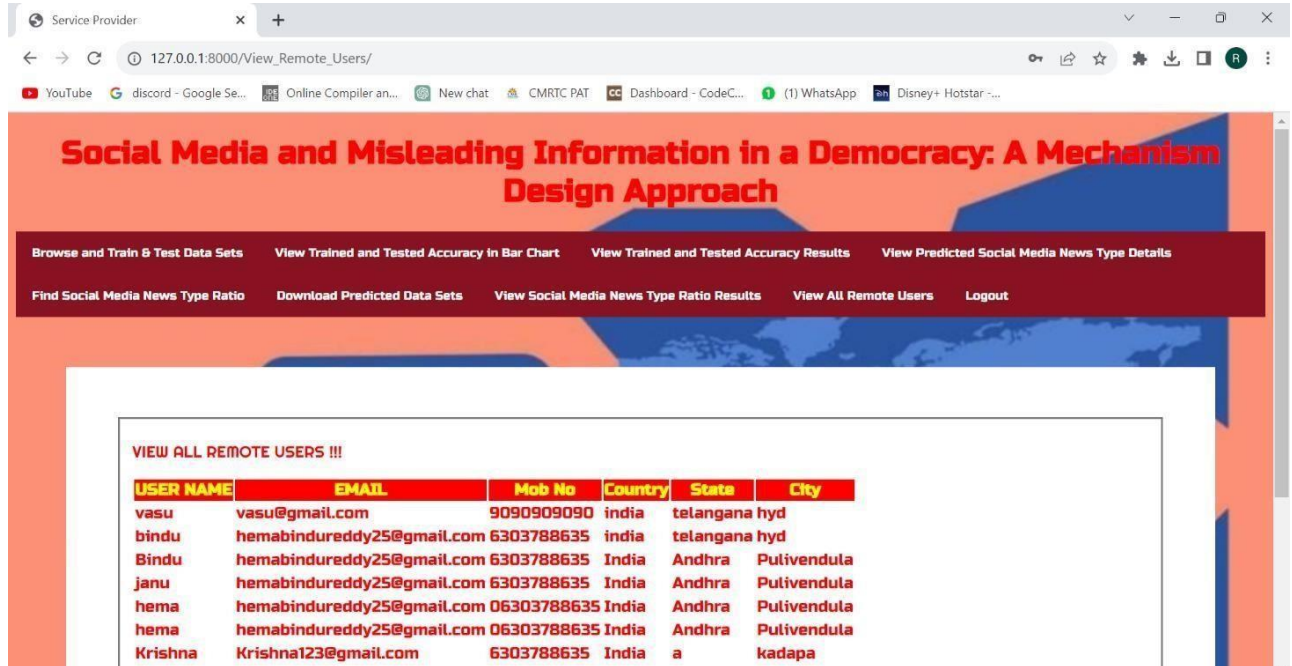 Service Provider
127.0.0.1:8000/View_Remote_Users/
YouTube discord - Google Se... Online Compiler an... New chat CMRTC PAT CC Dashboard - CodeC... (1) WhatsApp Disney+ Hotstar -...
Social Media and Misleading Information in a Democracy: A Mechanism
Design Approach
Browse and Train & Test Data Sets View Trained and Tested Accuracy in Bar Chart View Trained and Tested Accuracy Results View Predicted Social Media News Type Details
Find Social Media News Type Ratio Download Predicted Data Sets View Social Media News Type Ratio Results View All Remote Users Logout
VIEW ALL REMOTE USERS !!!
USER NAME EMAIL Mob No Country State City
vasu vasu@gmail.com 9090909090 india telangana hyd
bindu hemabindureddy25@gmail.com 6303788635 india telangana hyd
Bindu hemabindureddy25@gmail.com 6303788635 India Andhra Pulivendula
janu hemabindureddy25@gmail.com 6303788635 India Andhra Pulivendula
hema hemabindureddy25@gmail.com 06303788635 India Andhra Pulivendula
hema hemabindureddy25@gmail.com 06303788635 India Andhra Pulivendula
Krishna Krishna123@gmail.com 6303788635 India a kadapa